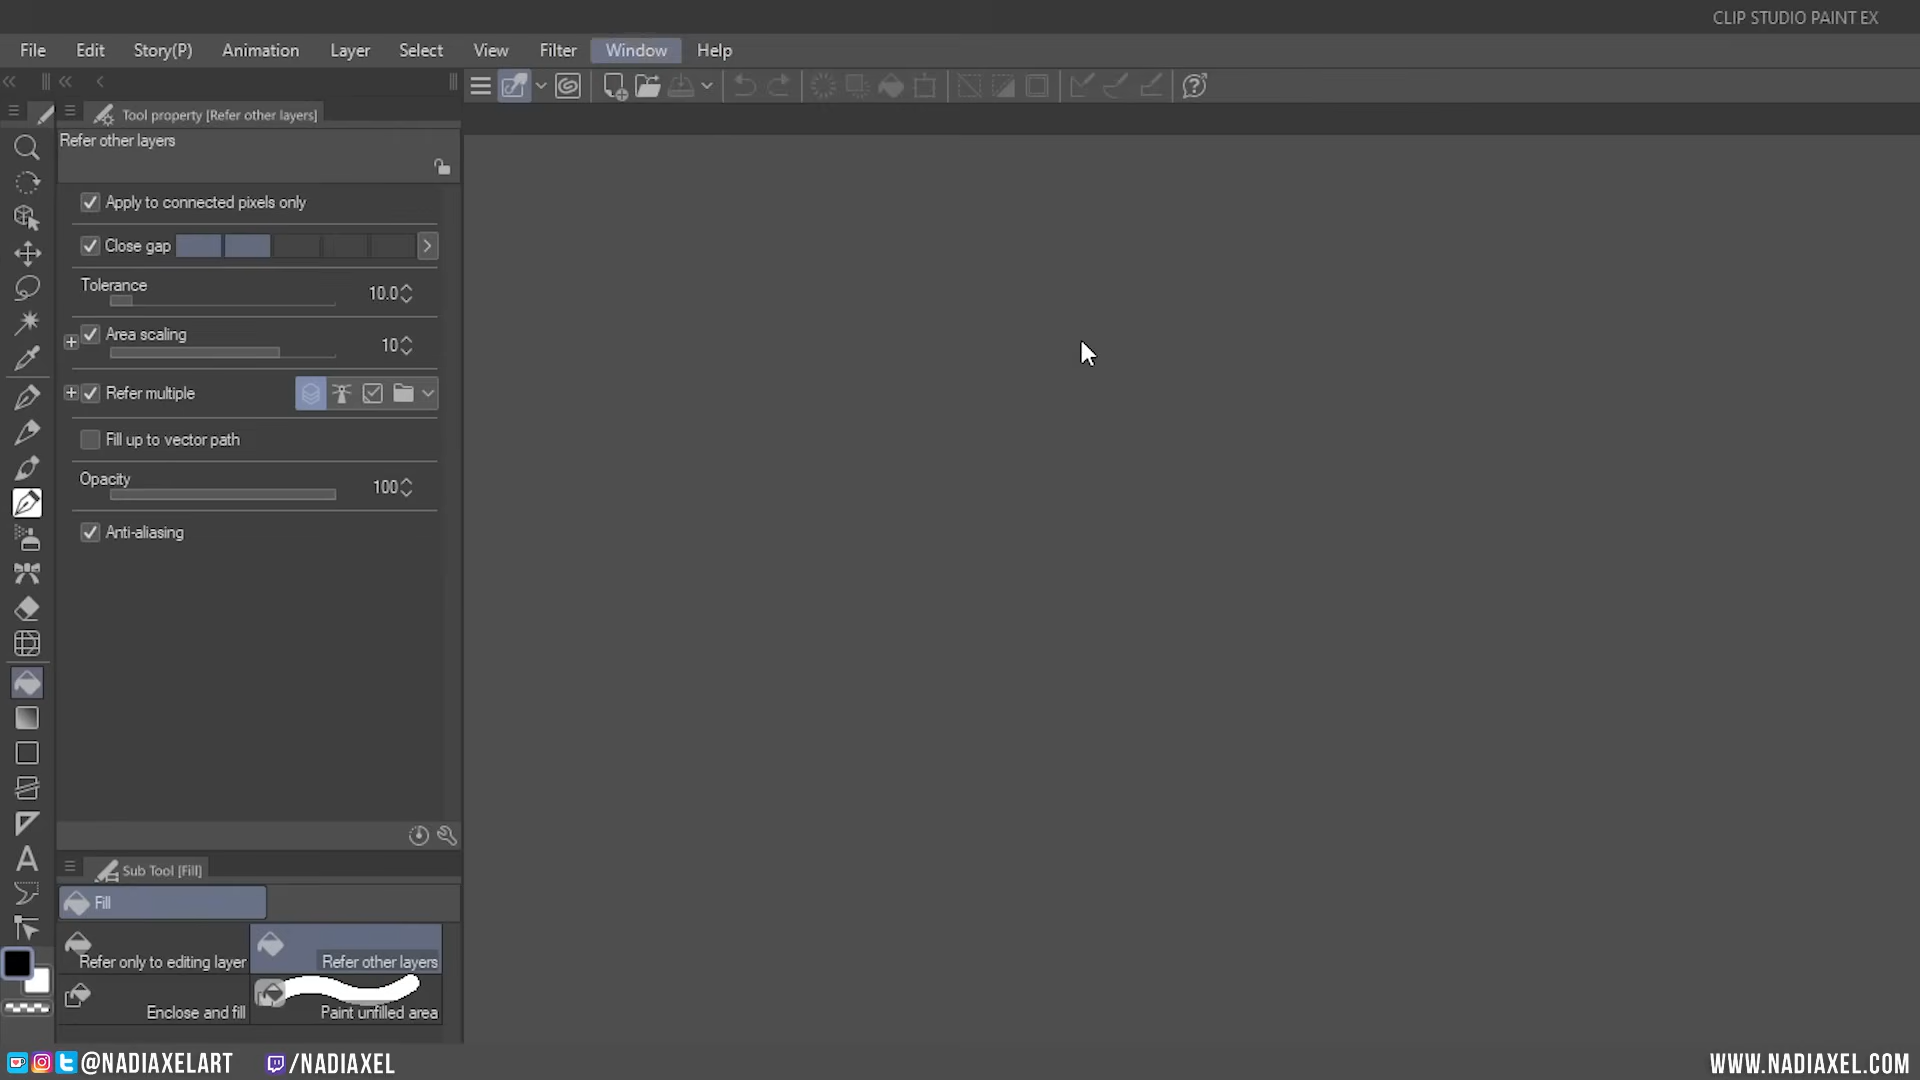 CLIP STUDIO PAINT EX
File Edit Story(P) Animation Layer Select View Filter Window Help
Tool property [Refer other layers]
Refer other layers
Apply to connected pixels only
Close gap
Tolerance 10.0
Area scaling 10
Refer multiple
Fill up to vector path
Opacity 100
Anti-aliasing
Sub Tool [Fill]
Fill
Refer only to editing layer Refer other layers
Enclose and fill Paint unfilled area
@NADIAXELART /NADIAXEL WWW.NADIAXEL.COM